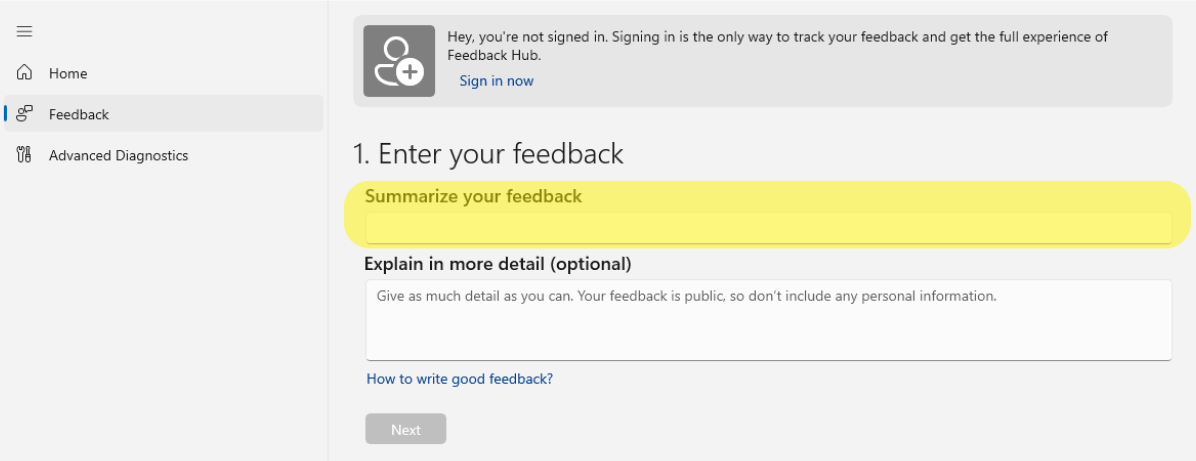 Home
Feedback
Advanced Diagnostics
Hey, you're not signed in. Signing in is the only way to track your feedback and get the full experience of
Feedback Hub.
Sign in now
1. Enter your feedback
Summarize your feedback
Explain in more detail (optional)
Give as much detail as you can. Your feedback is public, so don't include any personal information.
How to write good feedback?
Next